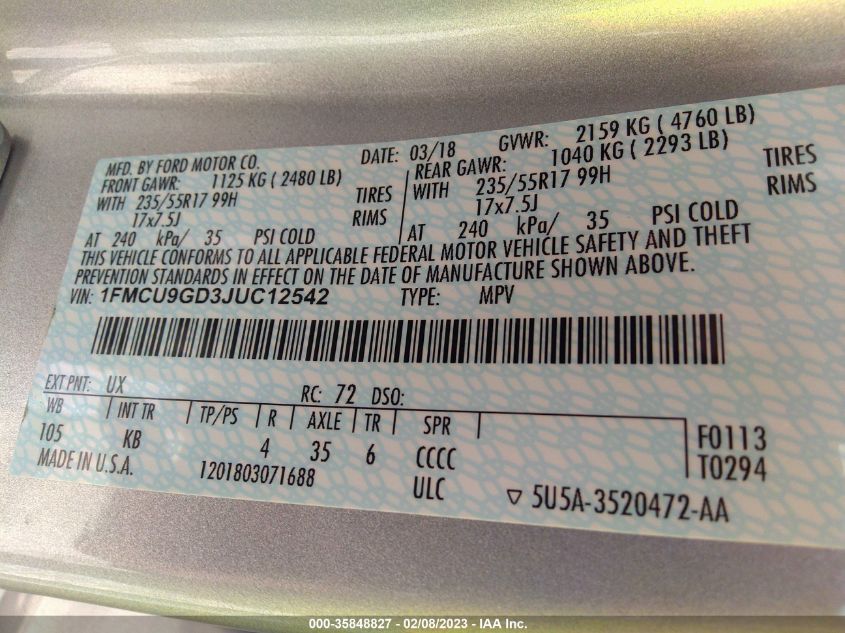 MFD. BY FORD MOTOR CO. DATE: 03/18 GVWR: 2159 KG ( 4760 LB)
FRONT GAWR: 1125 KG ( 2480 LB) REAR GAWR: 1040 KG ( 2293 LB)
WITH 235/55R17 99H TIRES WITH 235/55R17 99H TIRES
17x7.5J RIMS 17x7.5J RIMS
AT 240 kPa/ 35 PSI COLD AT 240 kPa/ 35 PSI COLD
THIS VEHICLE CONFORMS TO ALL APPLICABLE FEDERAL MOTOR VEHICLE SAFETY AND THEFT
PREVENTION STANDARDS IN EFFECT ON THE DATE OF MANUFACTURE SHOWN ABOVE.
VIN: 1FMCU9GD3JUC12542 TYPE: MPV
EXT PNT: UX RC: 72 DSO:
WB INT TR TP/PS R AXLE TR SPR
105 KB 4 35 6 CCCC F0113
MADE IN U.S.A. 1201803071688 ULC T0294
5U5A-3520472-AA
000-35848827 - 02/08/2023 - IAA Inc.